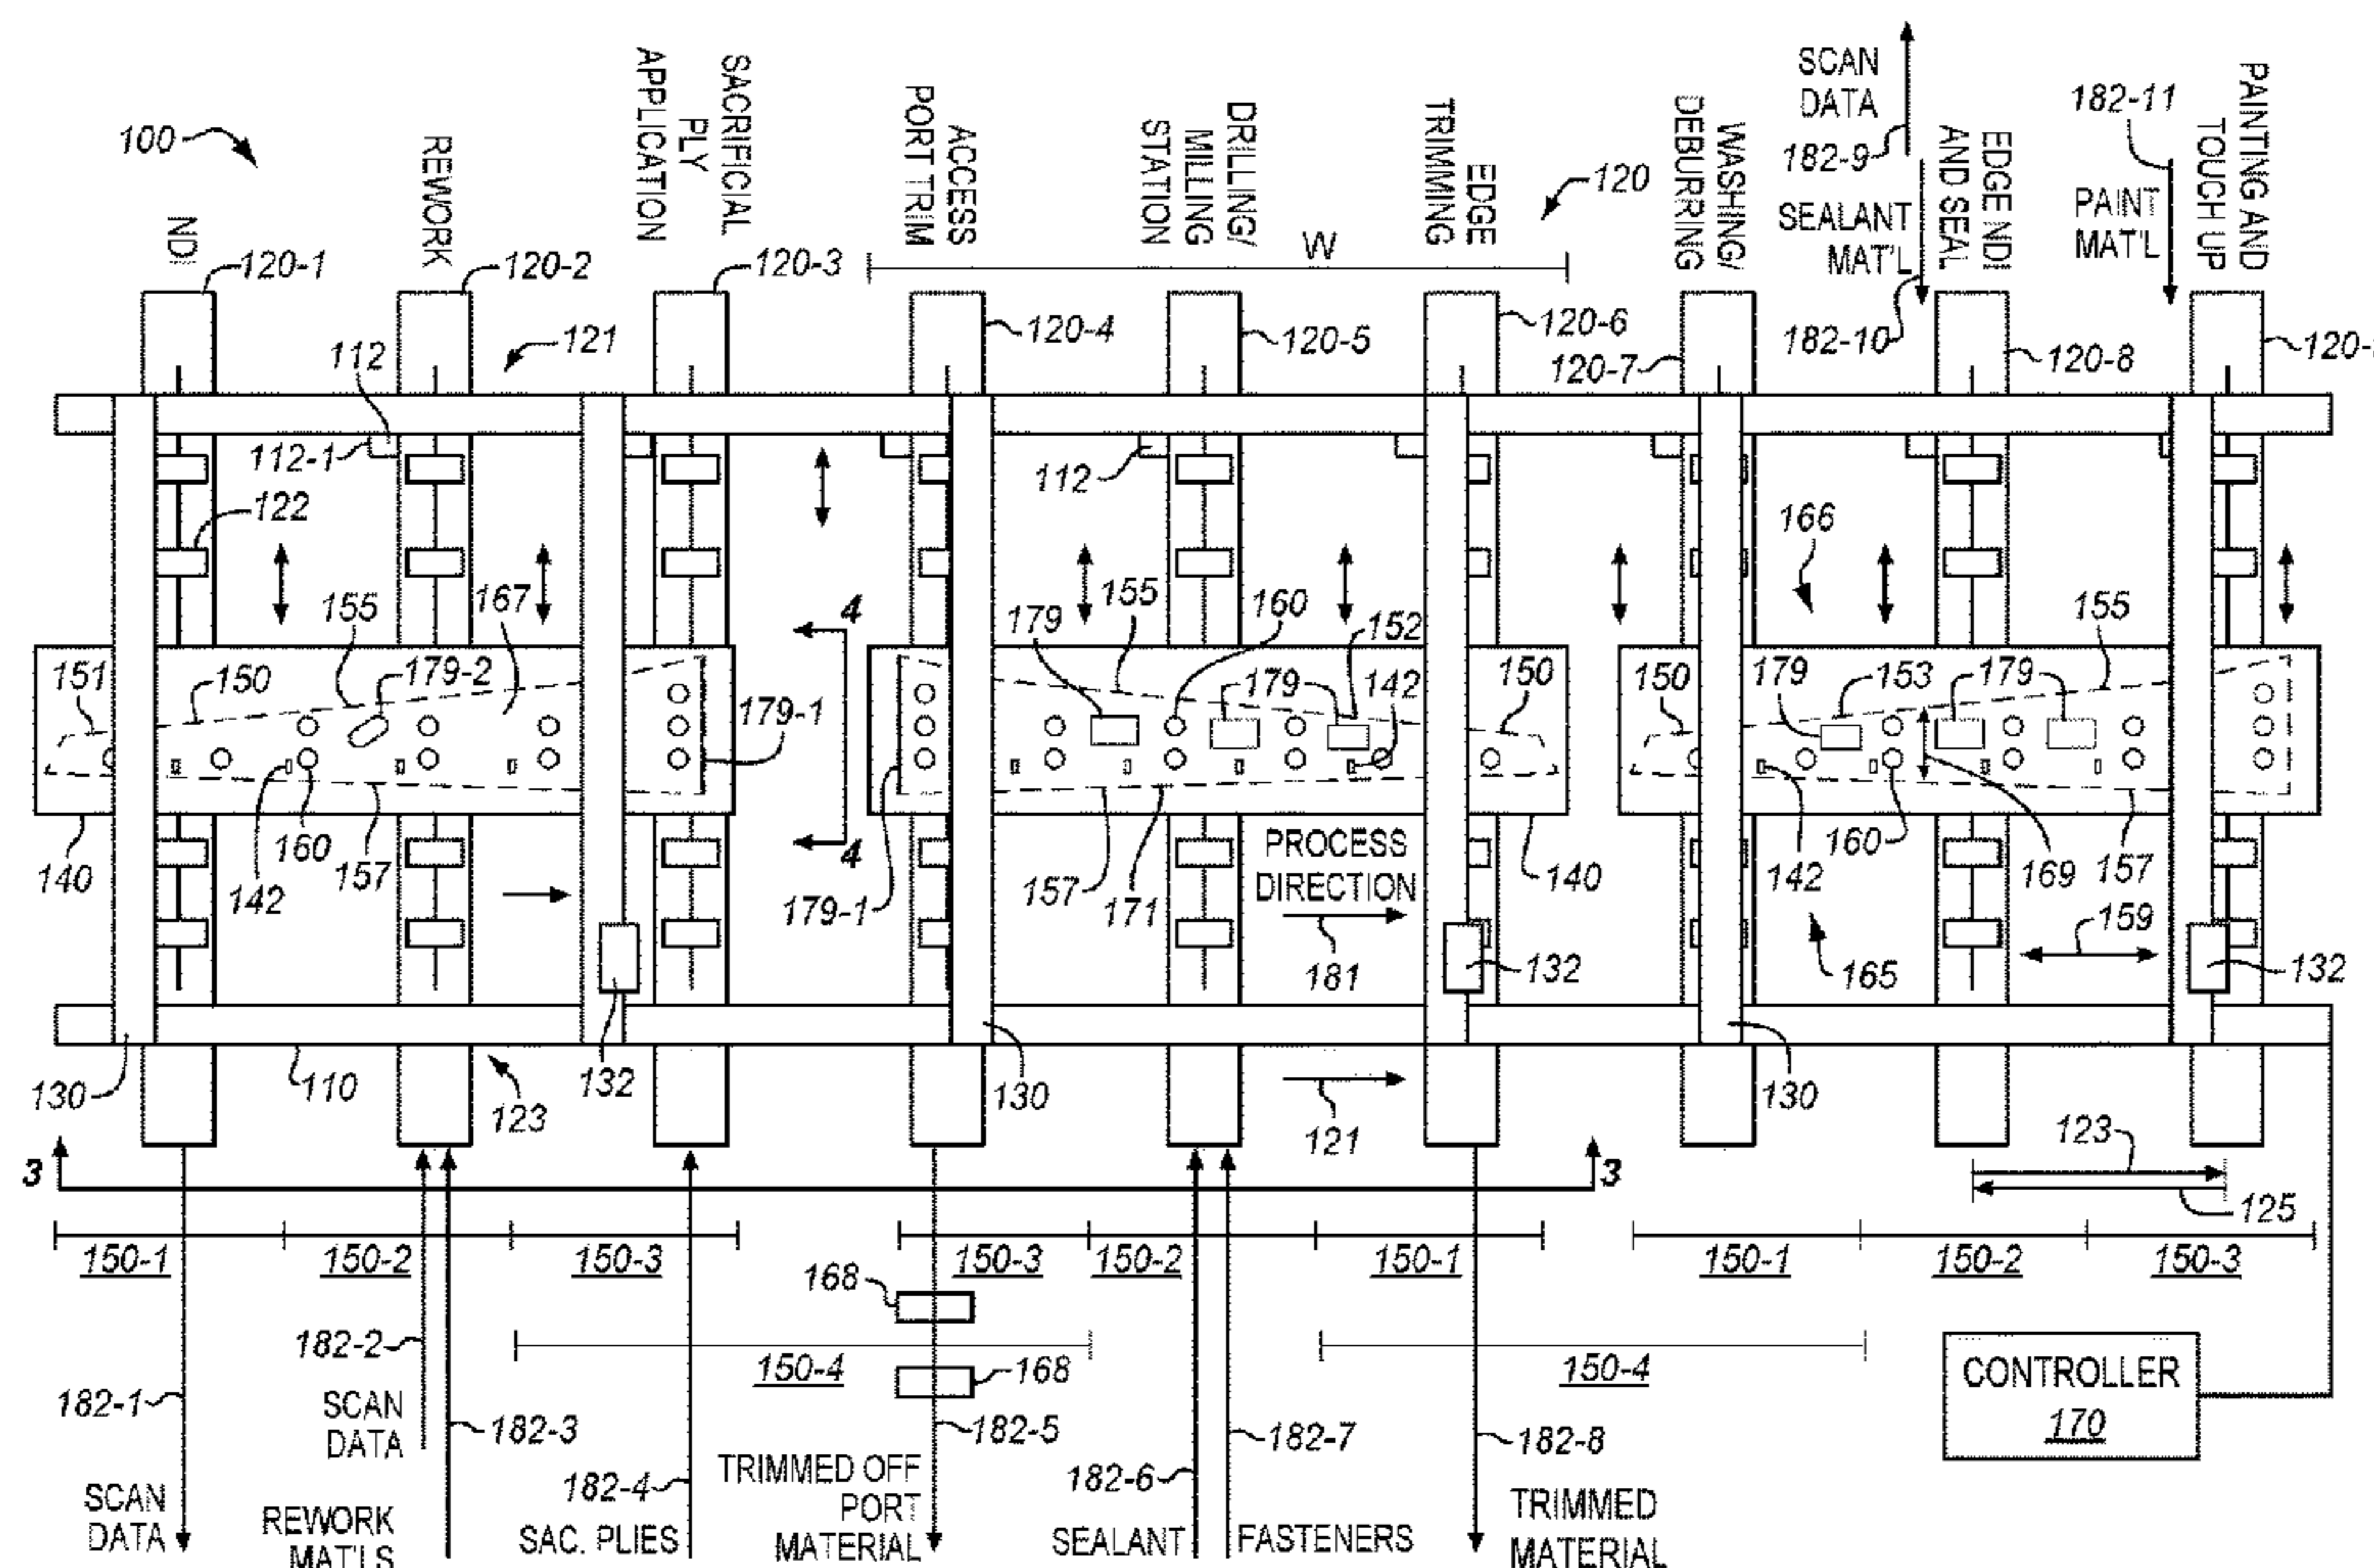 100
NDI
REWORK
SACRIFICIAL
PLY
APPLICATION
ACCESS
PORT TRIM
DRILLING/
MILLING
STATION
EDGE
TRIMMING
WASHING/
DEBURRING
SCAN
DATA
182-9
SEALANT
MAT'L
182-10
EDGE NDI
AND SEAL
182-11
PAINT
MAT'L
PAINTING AND
TOUCH UP
120
W
120-1
120-2
120-3
120-4
120-5
120-6
120-7
120-8
112
121
112-1
112
122
155
167
4
179
155
160
152
166
155
151
150
179-2
179-1
179
142
150
150
179
153
179
140
142
160
157
4
179-1
157
171
PROCESS
DIRECTION
181
140
142
160
169
157
159
132
165
132
130
110
123
132
130
121
130
123
125
3
3
150-1
150-2
150-3
150-3
150-2
150-1
150-1
150-2
150-3
168
182-2
150-4
168
150-4
CONTROLLER
170
182-1
SCAN
DATA
182-3
182-5
182-7
182-8
SCAN
DATA
REWORK
MAT'LS
182-4
SAC. PLIES
TRIMMED OFF
PORT
MATERIAL
182-6
SEALANT
FASTENERS
TRIMMED
MATERIAL